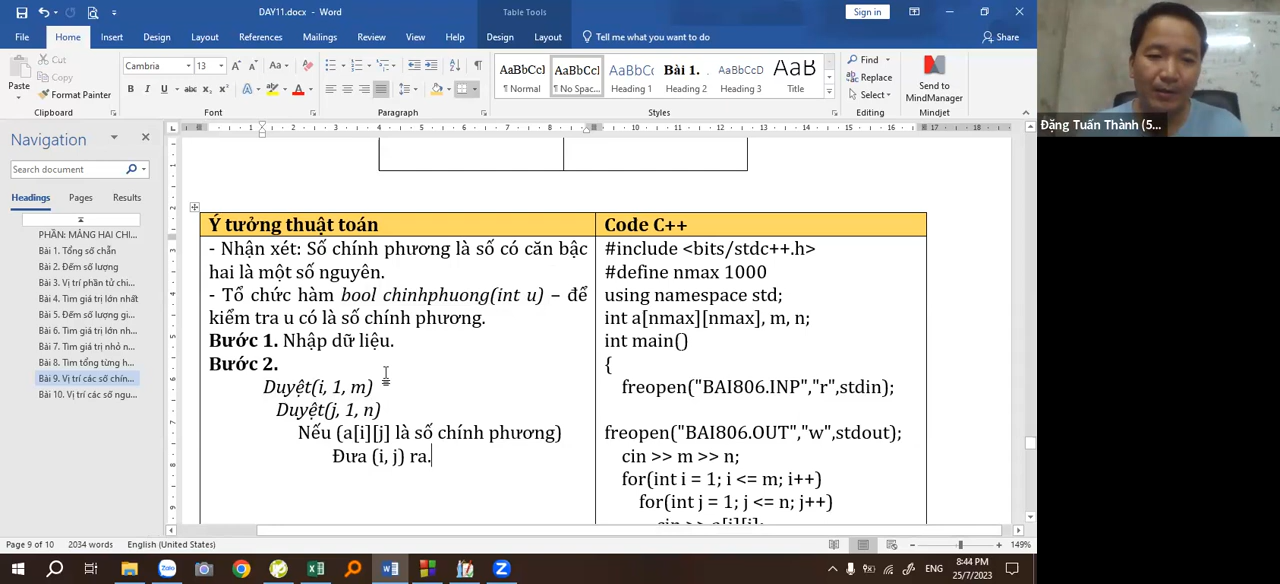 DAY11.docx - Word
Table Tools
Sign in
File
Home
Insert
Design
Layout
References
Mailings
Review
View
Help
Design
Layout
Tell me what you want to do
Share
Paste
Cut
Copy
Format Painter
Clipboard
Cambria
13
Font
Paragraph
AaBbCcl
¶ Normal
AaBbCcl
¶ No Spac...
AaBbCc
Heading 1
Bài 1.
Heading 2
AaBbCcD
Heading 3
AaB
Title
Styles
Find
Replace
Select
Editing
Send to
MindManager
Mindjet
Đặng Tuấn Thành (5...
Navigation
Search document
Headings
Pages
Results
PHẦN: MẢNG HAI CHI...
Bài 1. Tổng số chẵn
Bài 2. Đếm số lượng
Bài 3. Vị trí phần tử chi...
Bài 4. Tìm giá trị lớn nhất
Bài 5. Đếm số lượng gi...
Bài 6. Tìm giá trị lớn n...
Bài 7. Tìm giá trị nhỏ n...
Bài 8. Tìm tổng từng h...
Bài 9. Vị trí các số chín...
Bài 10. Vị trí các số ngu...
Ý tưởng thuật toán
- Nhận xét: Số chính phương là số có căn bậc
hai là một số nguyên.
- Tổ chức hàm bool chinhphuong(int u) – để
kiểm tra u có là số chính phương.
Bước 1. Nhập dữ liệu.
Bước 2.
Duyệt(i, 1, m)
Duyệt(j, 1, n)
Nếu (a[i][j] là số chính phương)
Đưa (i, j) ra.
Code C++
#include <bits/stdc++.h>
#define nmax 1000
using namespace std;
int a[nmax][nmax], m, n;
int main()
{
freopen("BAI806.INP","r",stdin);
freopen("BAI806.OUT","w",stdout);
cin >> m >> n;
for(int i = 1; i <= m; i++)
for(int j = 1; j <= n; j++)
cin >> a[i][j];
Page 9 of 10
2034 words
English (United States)
149%
Zalo
ENG
8:44 PM
25/7/2023